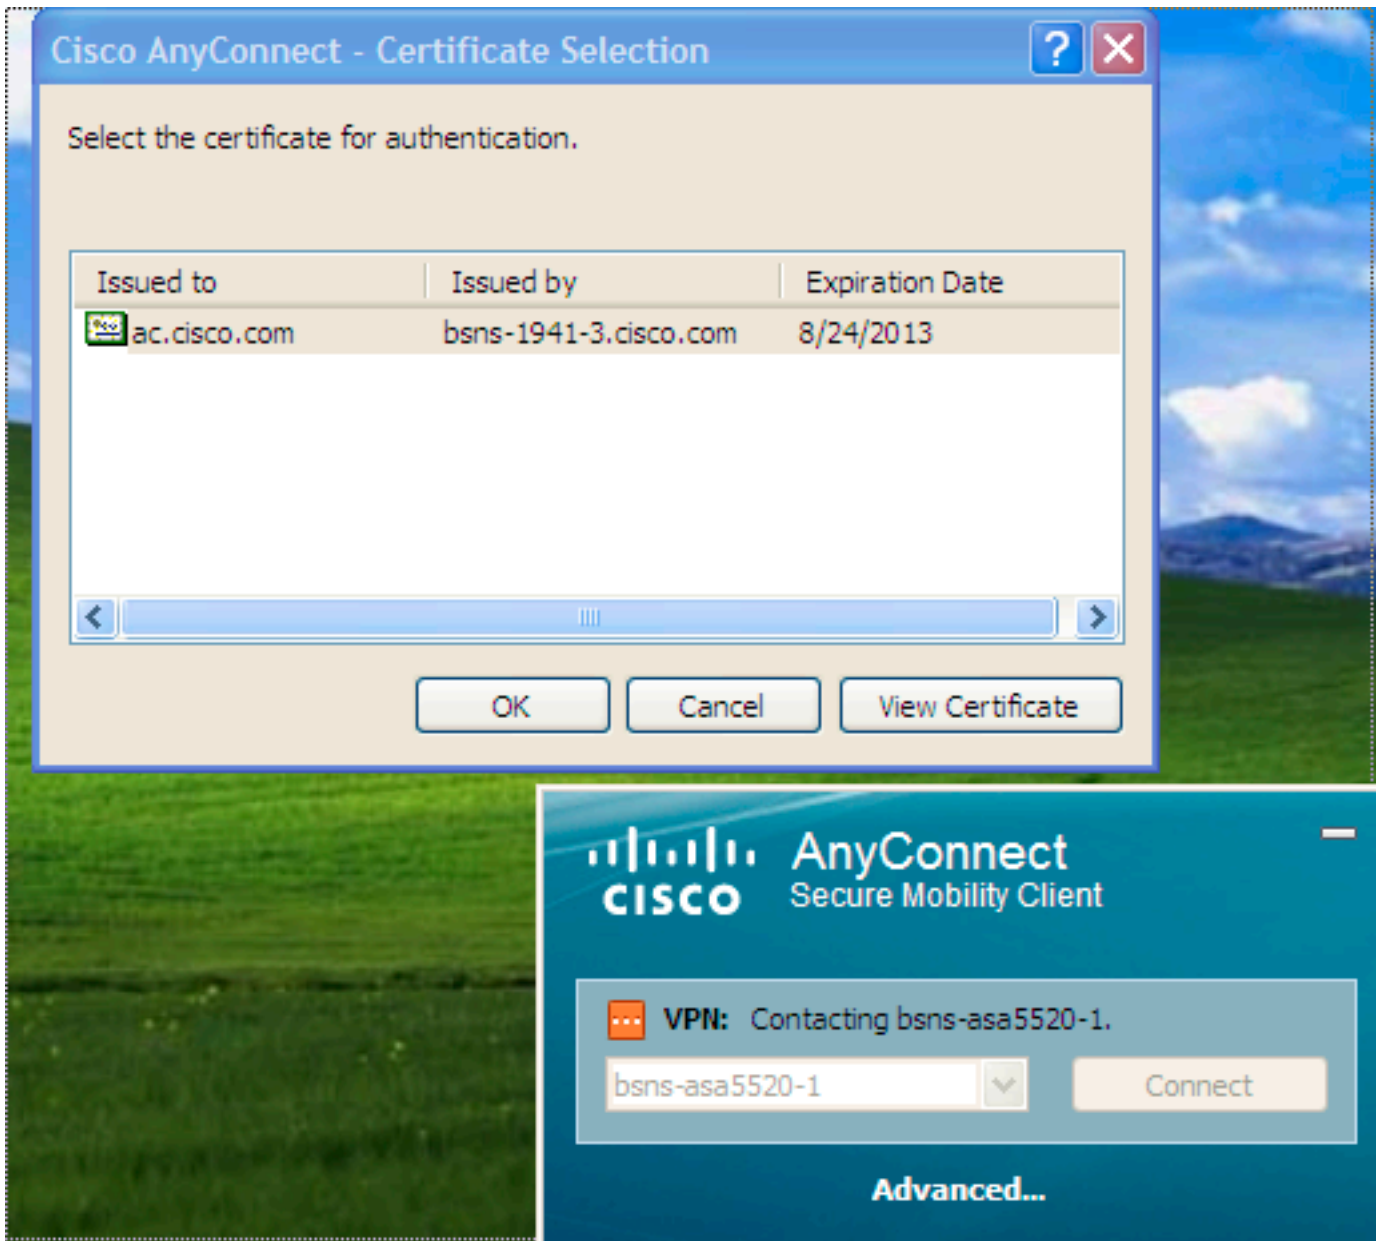 Cisco AnyConnect - Certificate Selection
Select the certificate for authentication.
Issued to Issued by Expiration Date
ac.cisco.com bsns-1941-3.cisco.com 8/24/2013
OK Cancel View Certificate
CISCO AnyConnect
Secure Mobility Client
VPN: Contacting bsns-asa5520-1.
bsns-asa5520-1 Connect
Advanced...